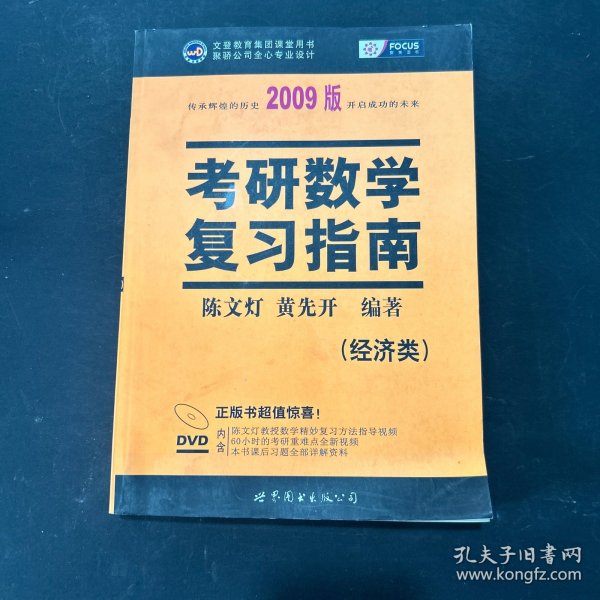 文登教育集团课堂用书
聚骄公司全心专业设计
FOCUS
传承辉煌的历史 2009版 开启成功的未来
考研数学
复习指南
陈文灯 黄先开 编著
(经济类)
正版书超值惊喜!
DVD
内含
陈文灯教授数学精妙复习方法指导视频
60小时的考研重难点全新视频
本书课后习题全部详解资料
世界图书出版公司
孔夫子旧书网
www.kongfz.com